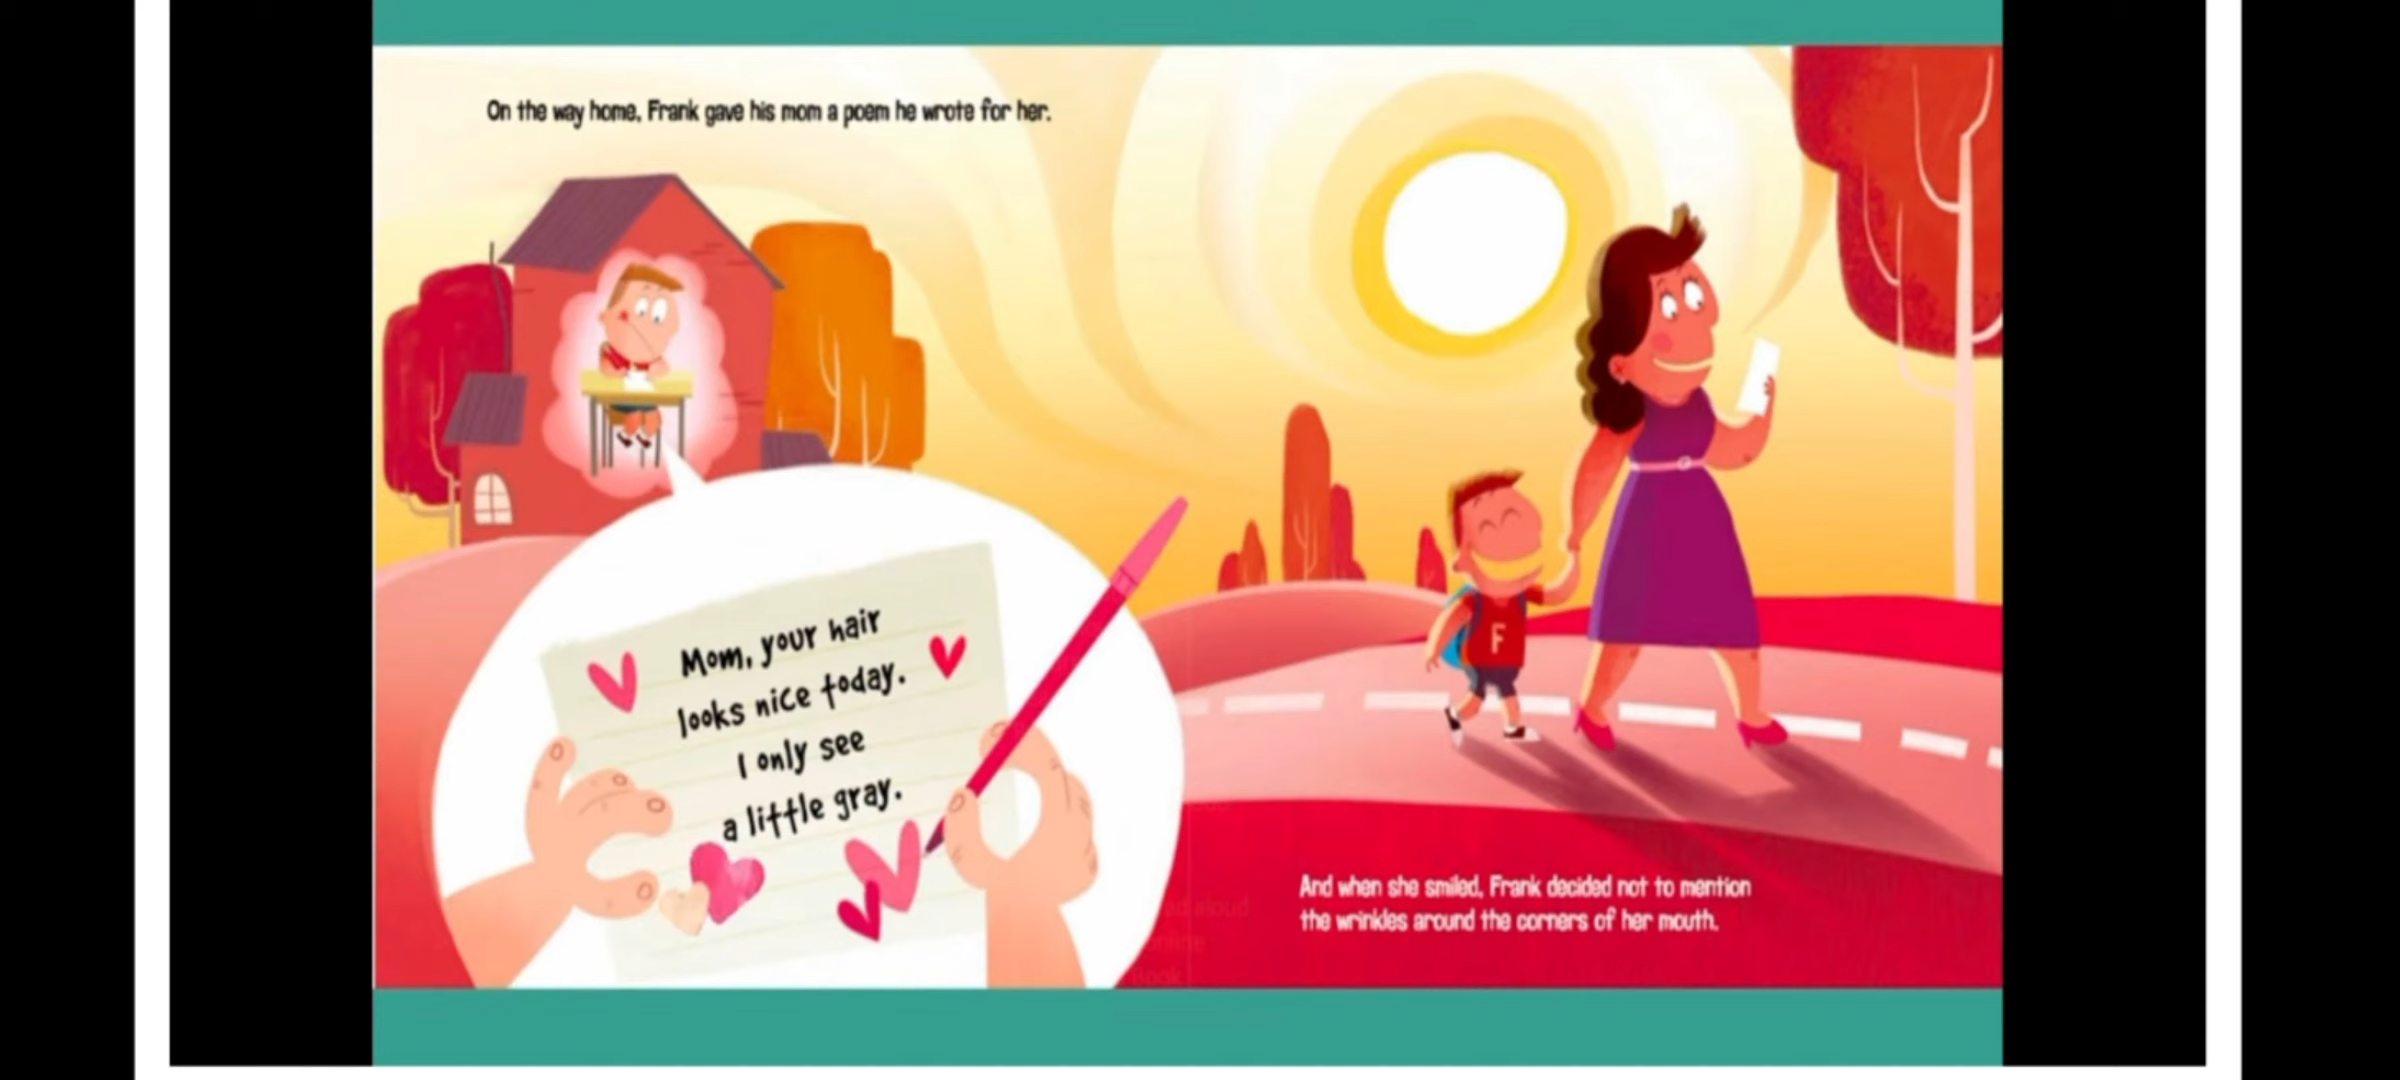 On the way home, Frank gave his mom a poem he wrote for her.
Mom, your hair
looks nice today.
I only see
a little gray.
F
And when she smiled, Frank decided not to mention
the wrinkles around the corners of her mouth.